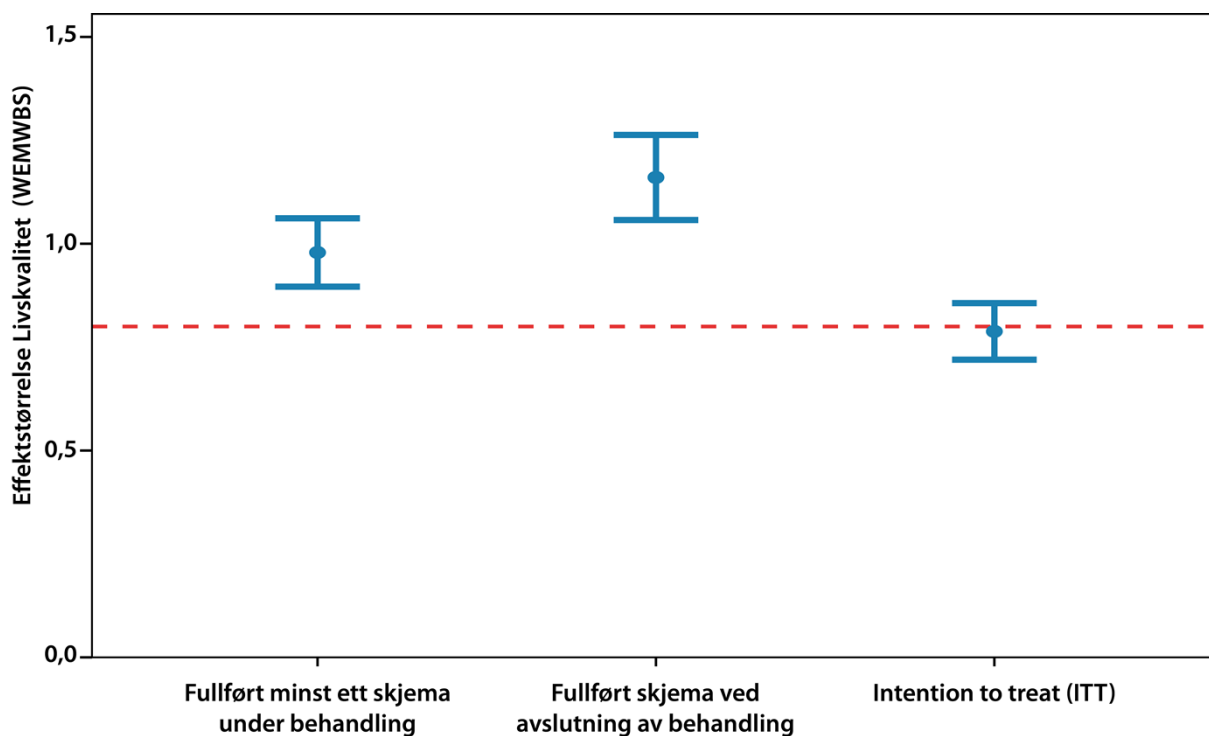 Effektstørrelse Livskvalitet (WEMWBS)
1,5
1,0
0,5
0,0
Fullført minst ett skjema
under behandling
Fullført skjema ved
avslutning av behandling
Intention to treat (ITT)